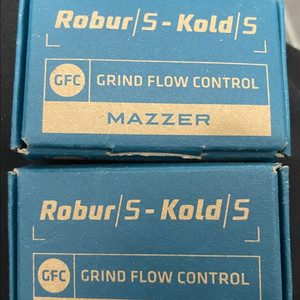 Robur/S - Kold/S
GFC GRIND FLOW CONTROL
MAZZER
Robur/S - Kold/S
GFC GRIND FLOW CONTROL